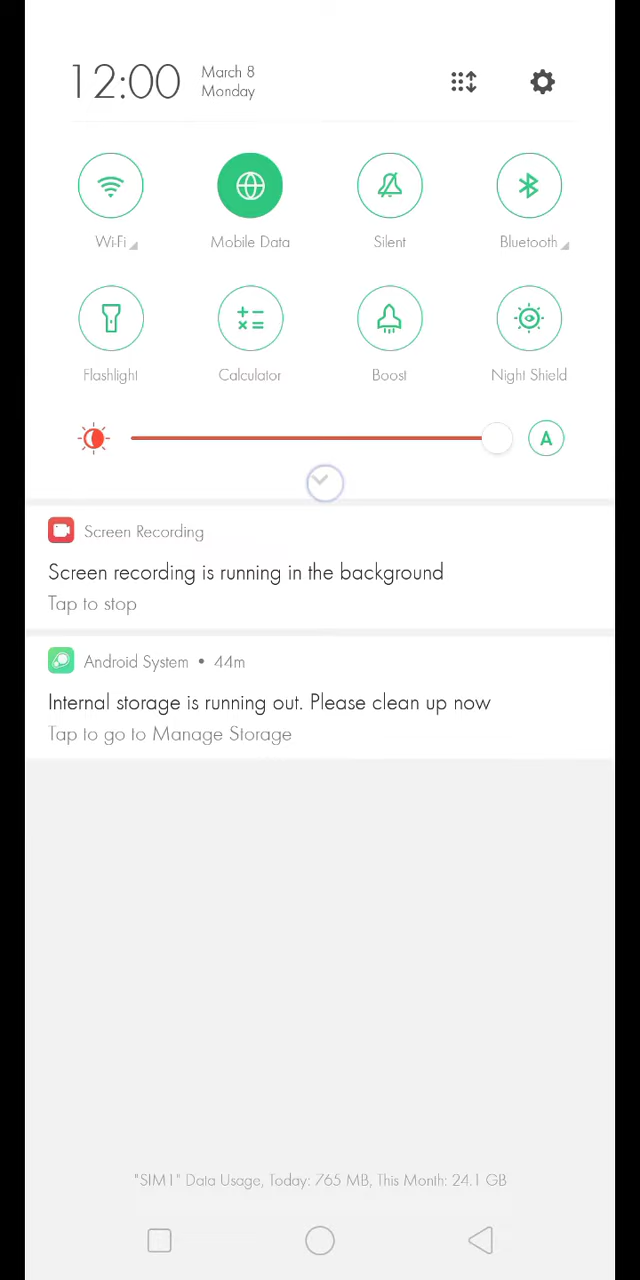 12:00
March 8
Monday
Wi-Fi
Mobile Data
Silent
Bluetooth
Flashlight
Calculator
Boost
Night Shield
A
Screen Recording
Screen recording is running in the background
Tap to stop
Android System • 44m
Internal storage is running out. Please clean up now
Tap to go to Manage Storage
"SIM1" Data Usage, Today: 765 MB, This Month: 24.1 GB